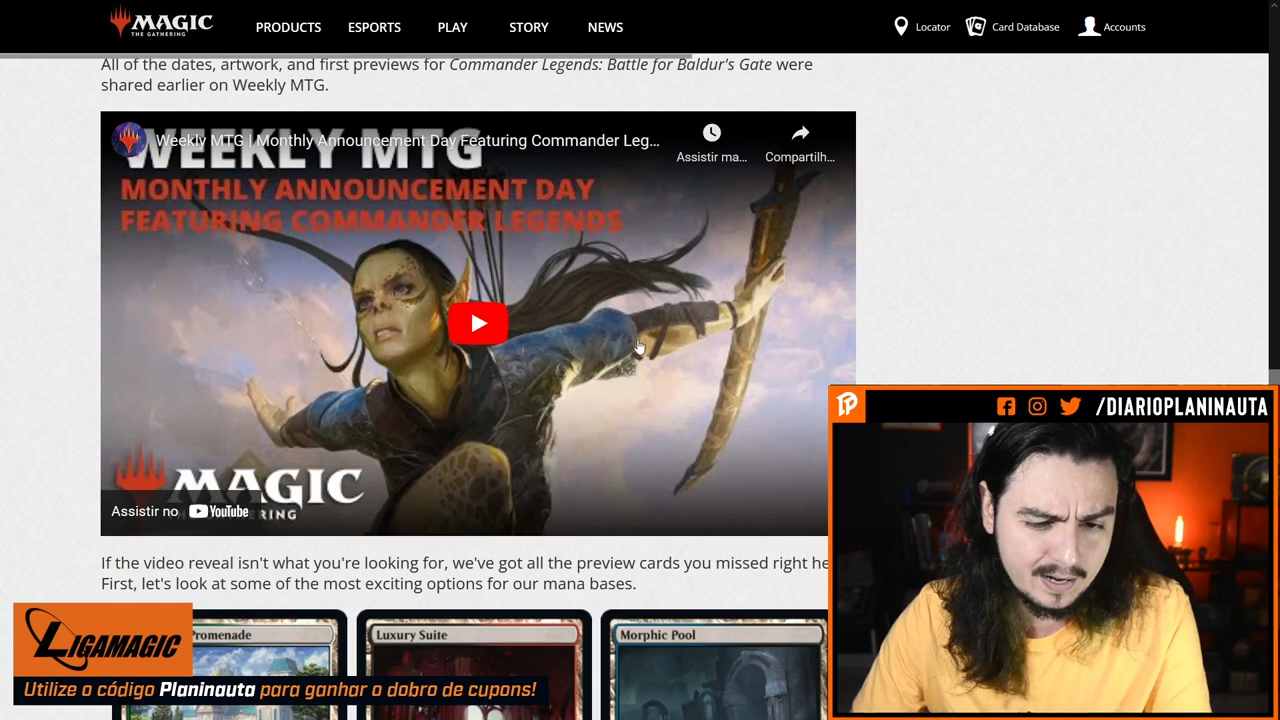 MAGIC
THE GATHERING
PRODUCTS
ESPORTS
PLAY
STORY
NEWS
Locator
Card Database
Accounts
All of the dates, artwork, and first previews for Commander Legends: Battle for Baldur's Gate were
shared earlier on Weekly MTG.
Weekly MTG | Monthly Announcement Day Featuring Commander Leg...
WEEKLY MTG
MONTHLY ANNOUNCEMENT DAY
FEATURING COMMANDER LEGENDS
Assistir ma...
Compartilh...
MAGIC
Assistir no YouTube
/DIARIOPLANINAUTA
If the video reveal isn't what you're looking for, we've got all the preview cards you missed right he
First, let's look at some of the most exciting options for our mana bases.
Promenade
Luxury Suite
Morphic Pool
LIGAMAGIC
Utilize o código Planinauta para ganhar o dobro de cupons!